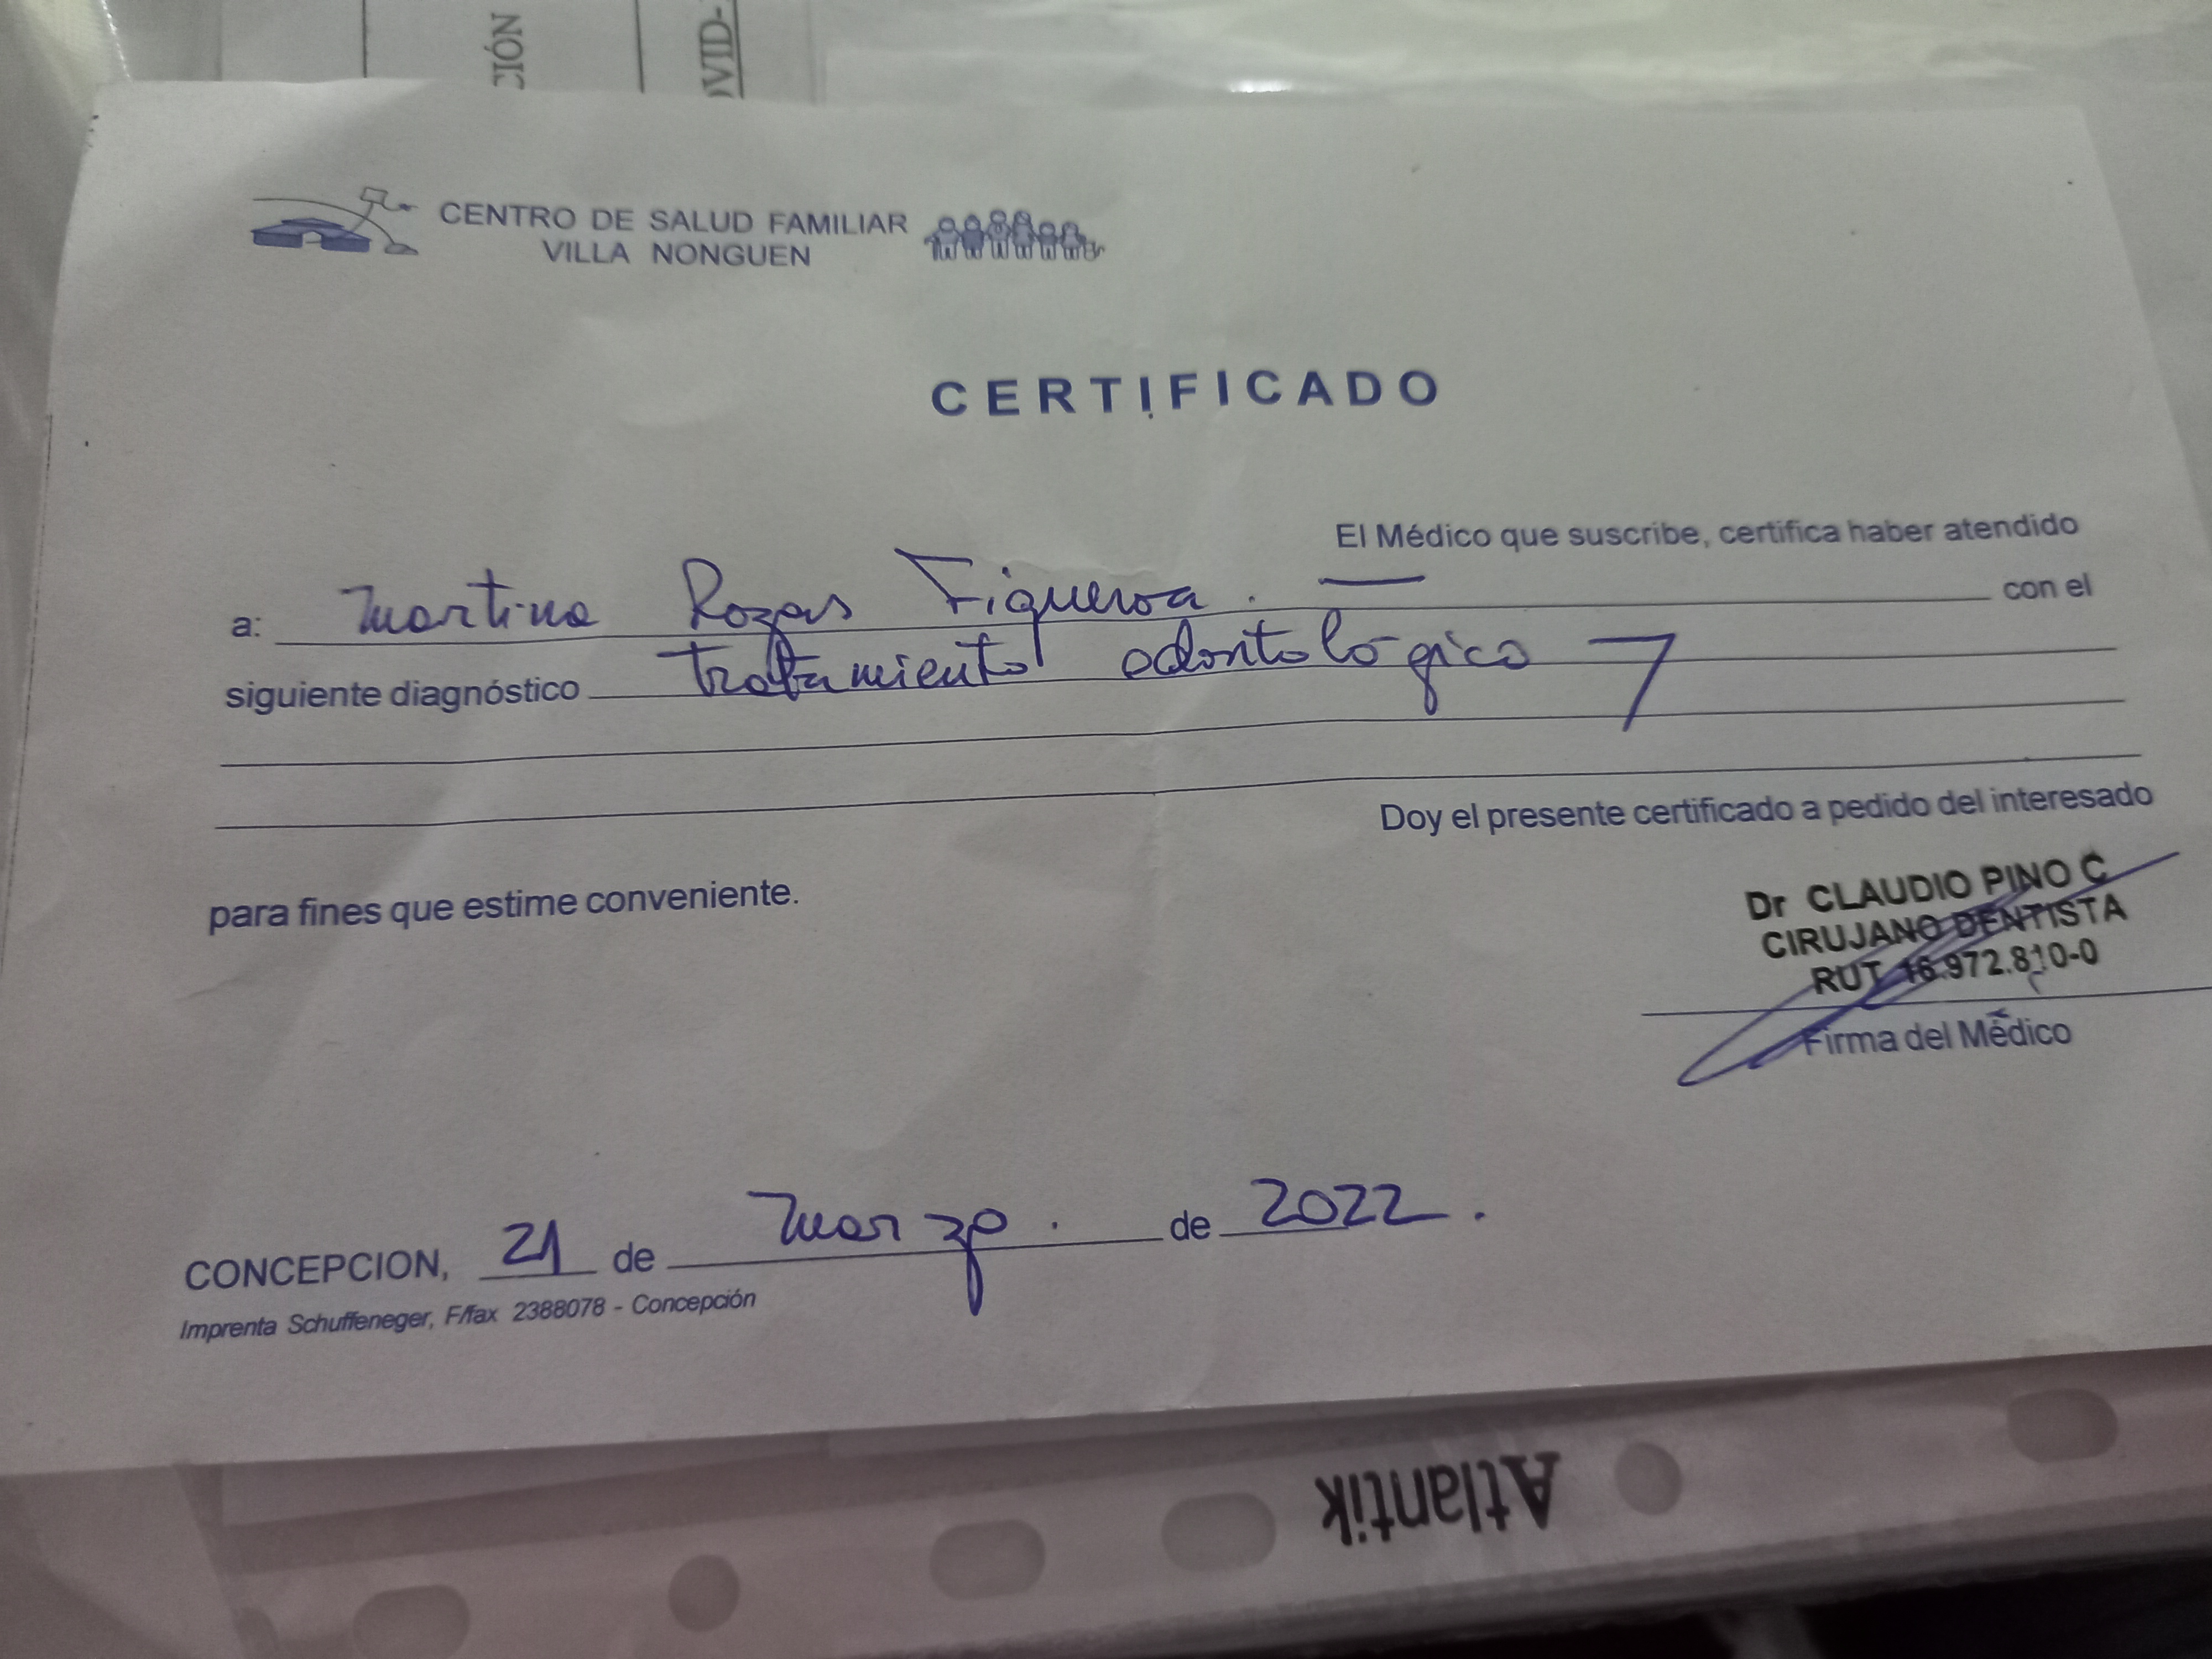 CIÓN
OVID-
CENTRO DE SALUD FAMILIAR
VILLA NONGUEN
CERTIFICADO
El Médico que suscribe, certifica haber atendido
a: Martina Rozas Figueroa. con el
siguiente diagnóstico tratamiento odontológico
Doy el presente certificado a pedido del interesado
para fines que estime conveniente.
Dr CLAUDIO PINO C
CIRUJANO DENTISTA
RUT 16.972.810-0
Firma del Médico
CONCEPCION, 21 de Marzo. de 2022.
Imprenta Schuffeneger, F/fax 2388078 - Concepción
Atlantik